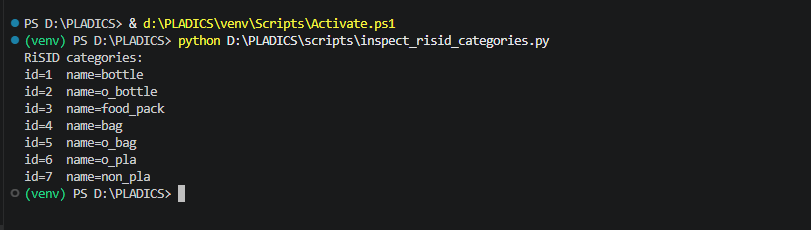 PS D:\PLADICS> & d:\PLADICS\venv\Scripts\Activate.ps1
(venv) PS D:\PLADICS> python D:\PLADICS\scripts\inspect_risid_categories.py
RiSID categories:
id=1  name=bottle
id=2  name=o_bottle
id=3  name=food_pack
id=4  name=bag
id=5  name=o_bag
id=6  name=o_pla
id=7  name=non_pla
(venv) PS D:\PLADICS>